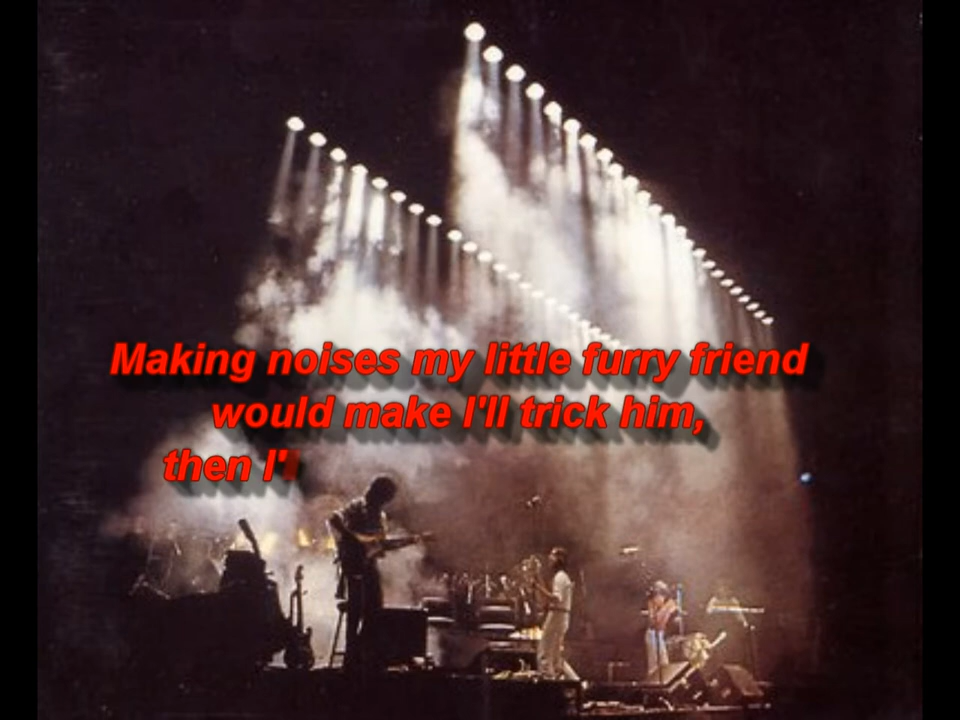 Making noises my little furry friend
would make I'll trick him,
then I'l